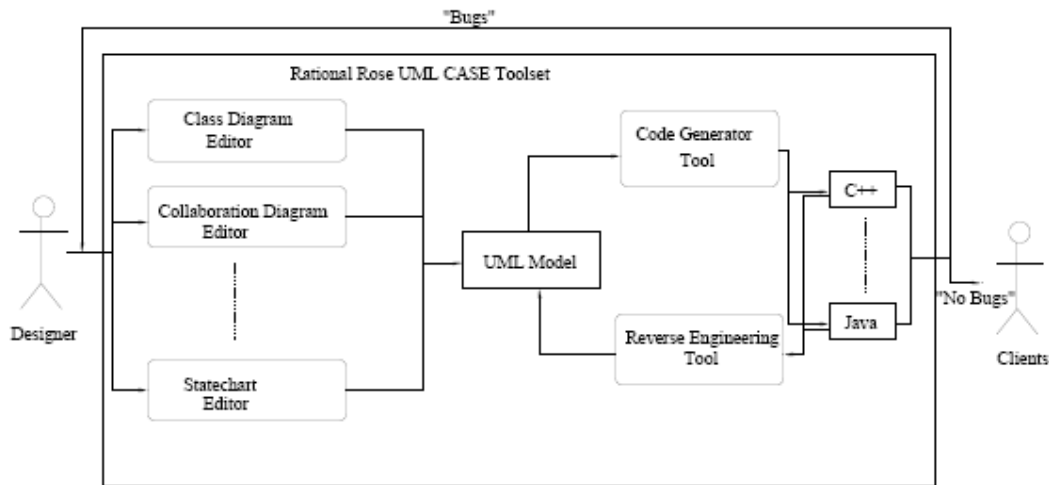 "Bugs"
Rational Rose UML CASE Toolset
Class Diagram
Editor
Code Generator
Tool
C++
Collaboration Diagram
Editor
UML Model
"No Bugs"
Designer
Java
Reverse Engineering
Tool
Clients
Statechart
Editor